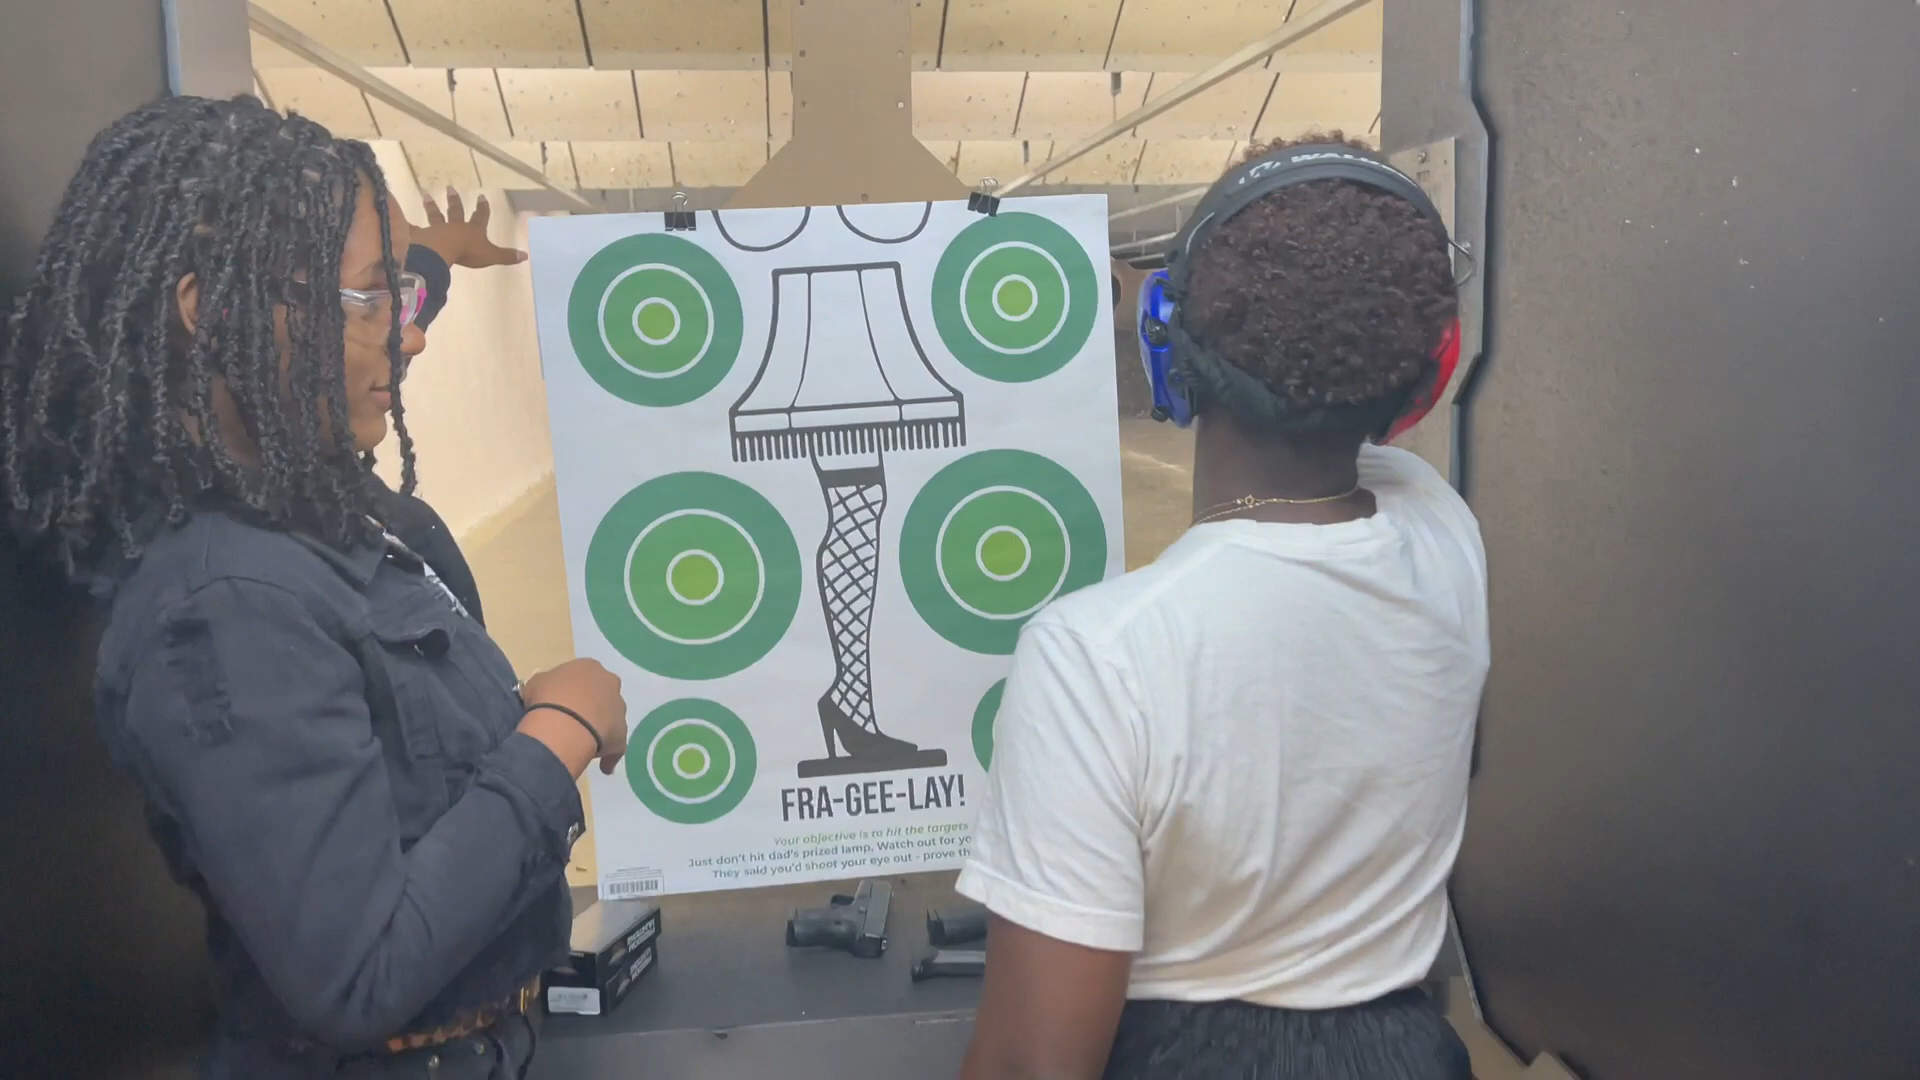 WAL
FRA-GEE-LAY!
Your objective is to hit the targets
Just don't hit dad's prized lamp. Watch out for yo
They said you'd shoot your eye out - prove th